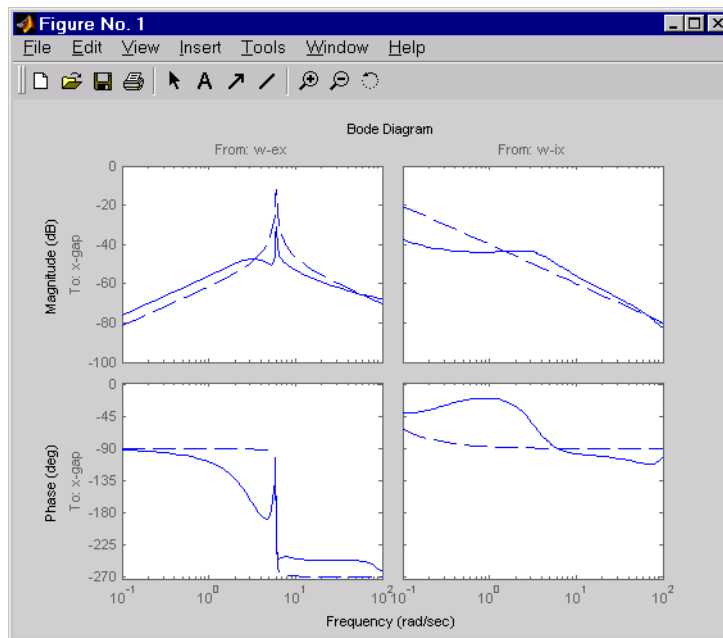 Figure No. 1
File Edit View Insert Tools Window Help
A
Bode Diagram
From: w-ex
From: w-ix
Magnitude (dB)
To: x-gap
0
-20
-40
-60
-80
-100
Phase (deg)
To: x-gap
0
-45
-90
-135
-180
-225
-270
10^-1 10^0 10^1 10^2
10^-1 10^0 10^1 10^2
Frequency (rad/sec)